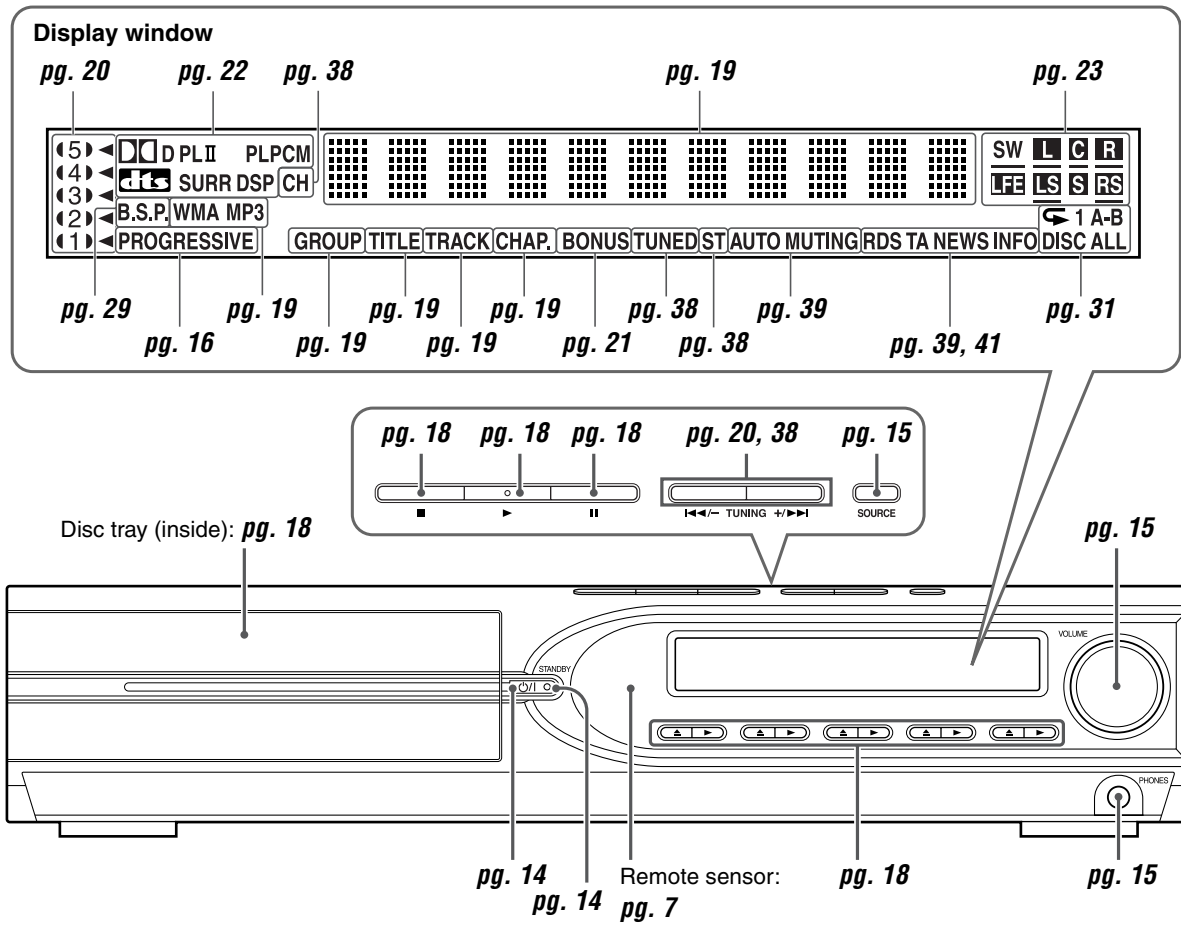 Display window
pg. 20 pg. 22 pg. 38 pg. 19 pg. 23
5 D PL II PL PCM SW L C R
4 dts SURR DSP CH LFE LS S RS
3
2 B.S.P. WMA MP3 1 A-B
1 PROGRESSIVE GROUP TITLE TRACK CHAP. BONUS TUNED ST AUTO MUTING RDS TA NEWS INFO DISC ALL
pg. 29 pg. 19 pg. 19 pg. 19 pg. 38 pg. 39 pg. 31
pg. 16 pg. 19 pg. 19 pg. 21 pg. 38 pg. 39, 41
pg. 18 pg. 18 pg. 18 pg. 20, 38 pg. 15
– TUNING + SOURCE
Disc tray (inside): pg. 18 pg. 15
VOLUME
STANDBY
PHONES
pg. 14 Remote sensor: pg. 18 pg. 15
pg. 14 pg. 7